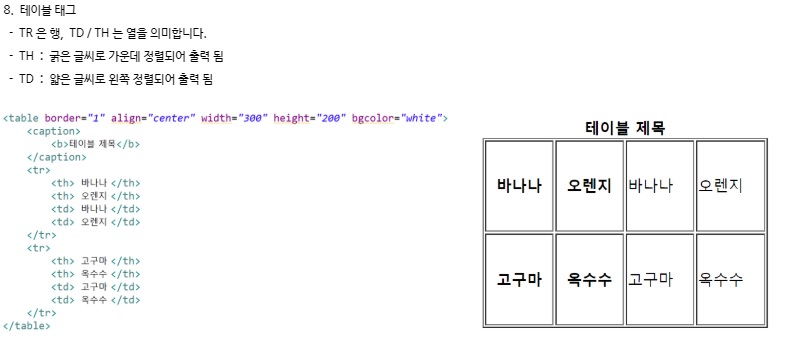 8. 테이블 태그
- TR 은 행, TD / TH 는 열을 의미합니다.
- TH : 굵은 글씨로 가운데 정렬되어 출력 됨
- TD : 얇은 글씨로 왼쪽 정렬되어 출력 됨
<table border="1" align="center" width="300" height="200" bgcolor="white">
<caption>
<b>테이블 제목</b>
</caption>
<tr>
<th> 바나나 </th>
<th> 오렌지 </th>
<td> 바나나 </td>
<td> 오렌지 </td>
</tr>
<tr>
<th> 고구마 </th>
<th> 옥수수 </th>
<td> 고구마 </td>
<td> 옥수수 </td>
</tr>
</table>
테이블 제목
바나나 오렌지 바나나 오렌지
고구마 옥수수 고구마 옥수수